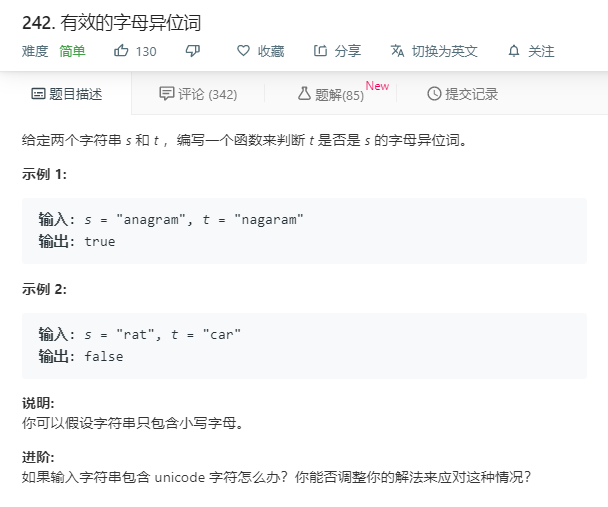 242. 有效的字母异位词
难度 简单 130 收藏 分享 切换为英文 关注
题目描述 评论 (342) 题解(85) New 提交记录
给定两个字符串 s 和 t ，编写一个函数来判断 t 是否是 s 的字母异位词。
示例 1:
输入: s = "anagram", t = "nagaram"
输出: true
示例 2:
输入: s = "rat", t = "car"
输出: false
说明:
你可以假设字符串只包含小写字母。
进阶:
如果输入字符串包含 unicode 字符怎么办？你能否调整你的解法来应对这种情况？